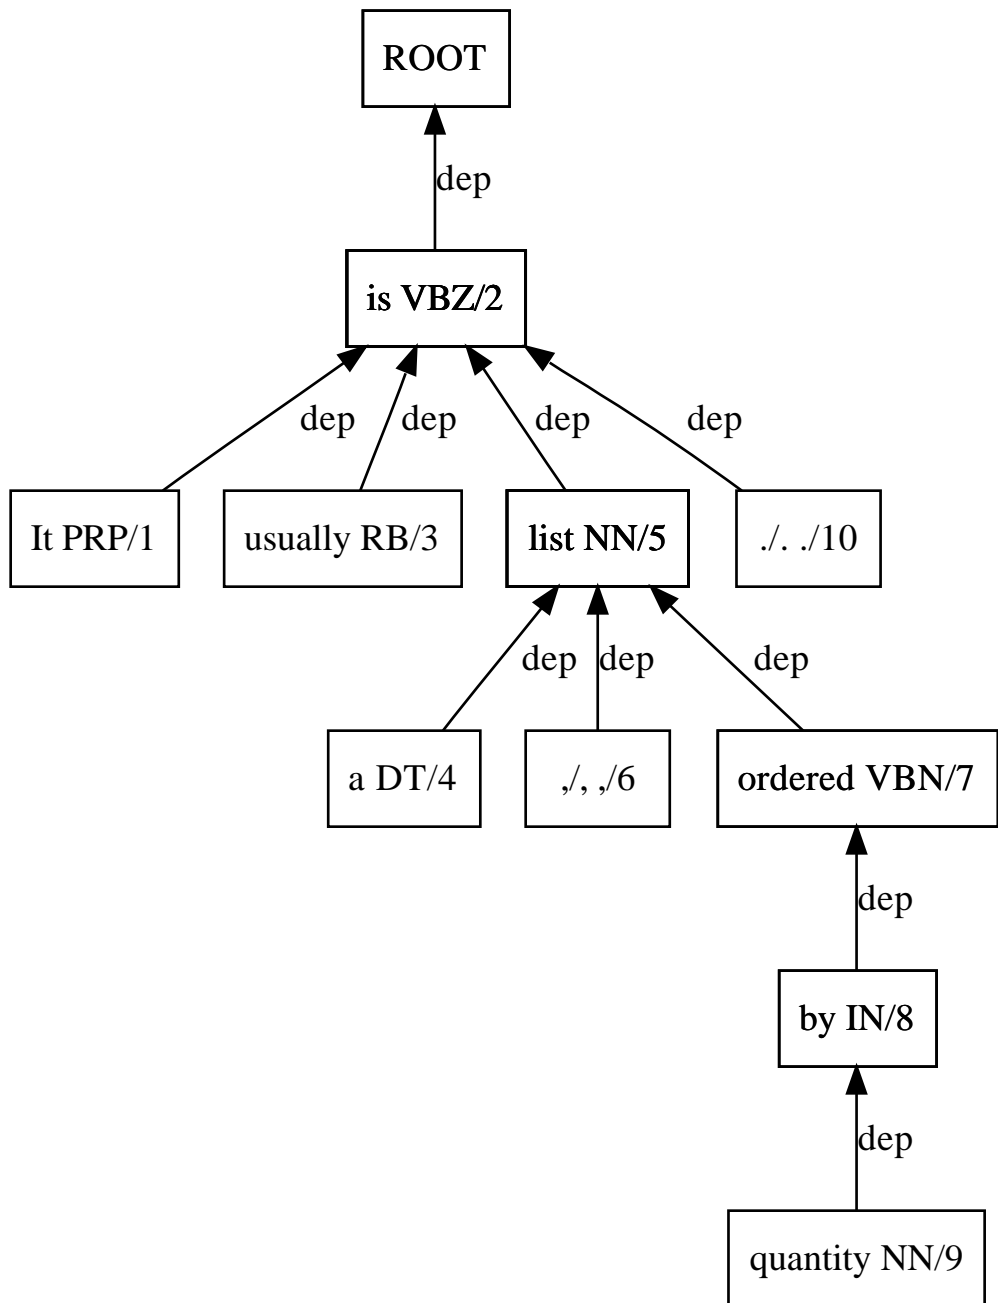 ROOT
dep
is VBZ/2
dep dep dep dep
It PRP/1 usually RB/3 list NN/5 ./. ./10
dep dep dep
a DT/4 ,/, ,/6 ordered VBN/7
dep
by IN/8
dep
quantity NN/9